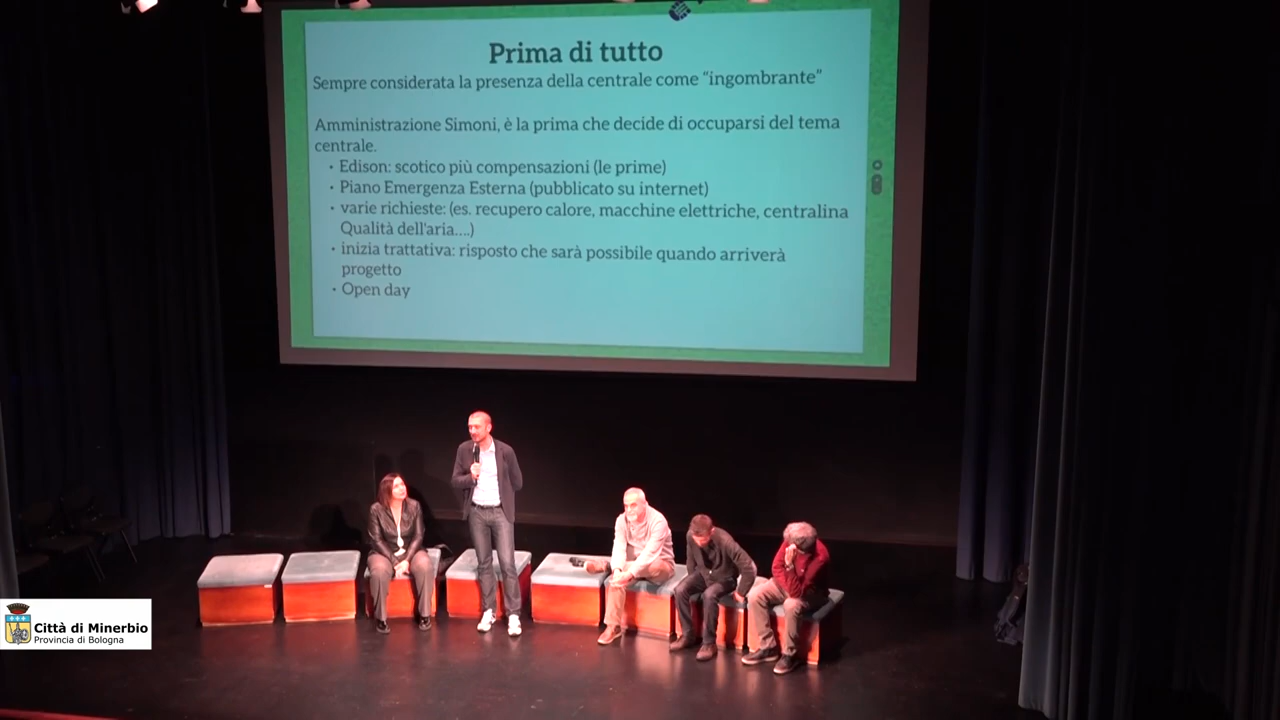 Prima di tutto
Sempre considerata la presenza della centrale come “ingombrante”
Amministrazione Simoni, è la prima che decide di occuparsi del tema
centrale.
• Edison: scotico più compensazioni (le prime)
• Piano Emergenza Esterna (pubblicato su internet)
• varie richieste: (es. recupero calore, macchine elettriche, centralina
Qualità dell'aria....)
• inizia trattativa: risposto che sarà possibile quando arriverà
progetto
• Open day
Città di Minerbio
Provincia di Bologna